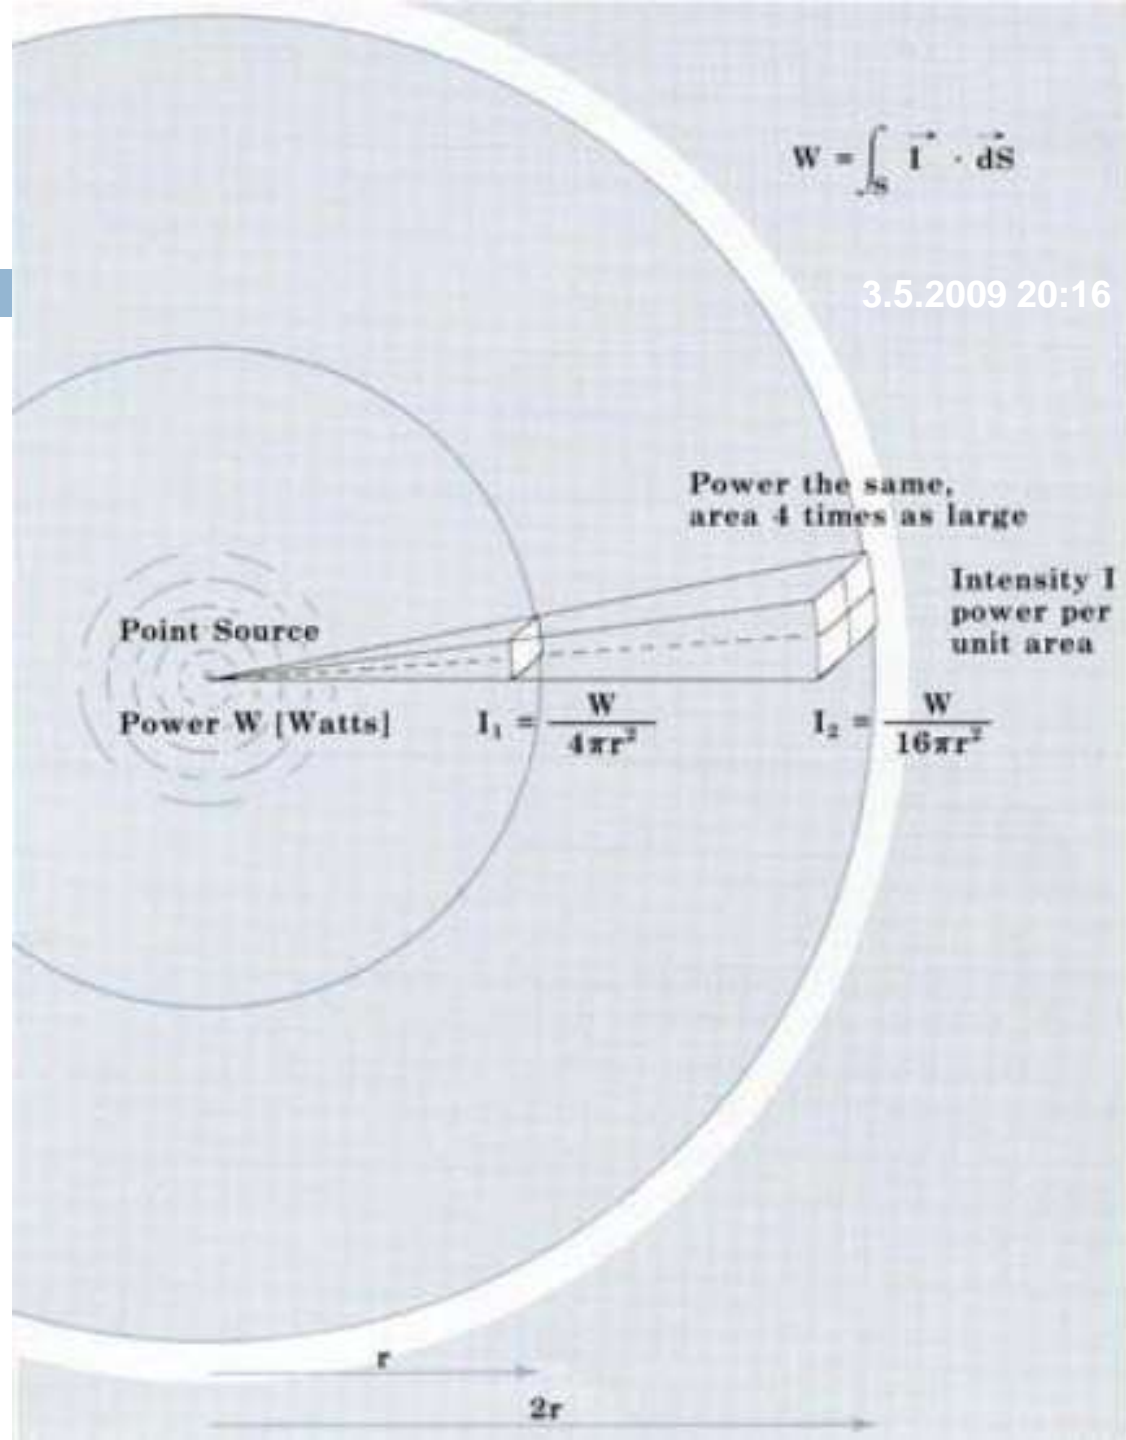 W = ∫_S I⃗ · dS⃗
3.5.2009 20:16
Power the same,
area 4 times as large
Intensity I
power per
unit area
Point Source
Power W [Watts]
I₁ = W / 4πr²
I₂ = W / 16πr²
r
2r